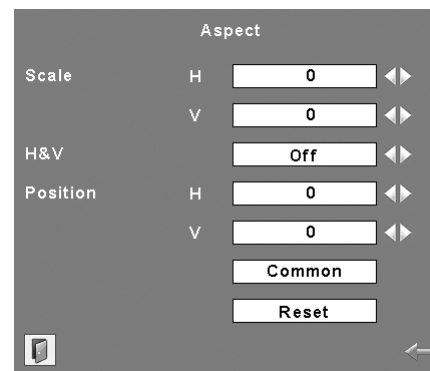 Aspect
Scale H 0
V 0
H&V Off
Position H 0
V 0
Common
Reset